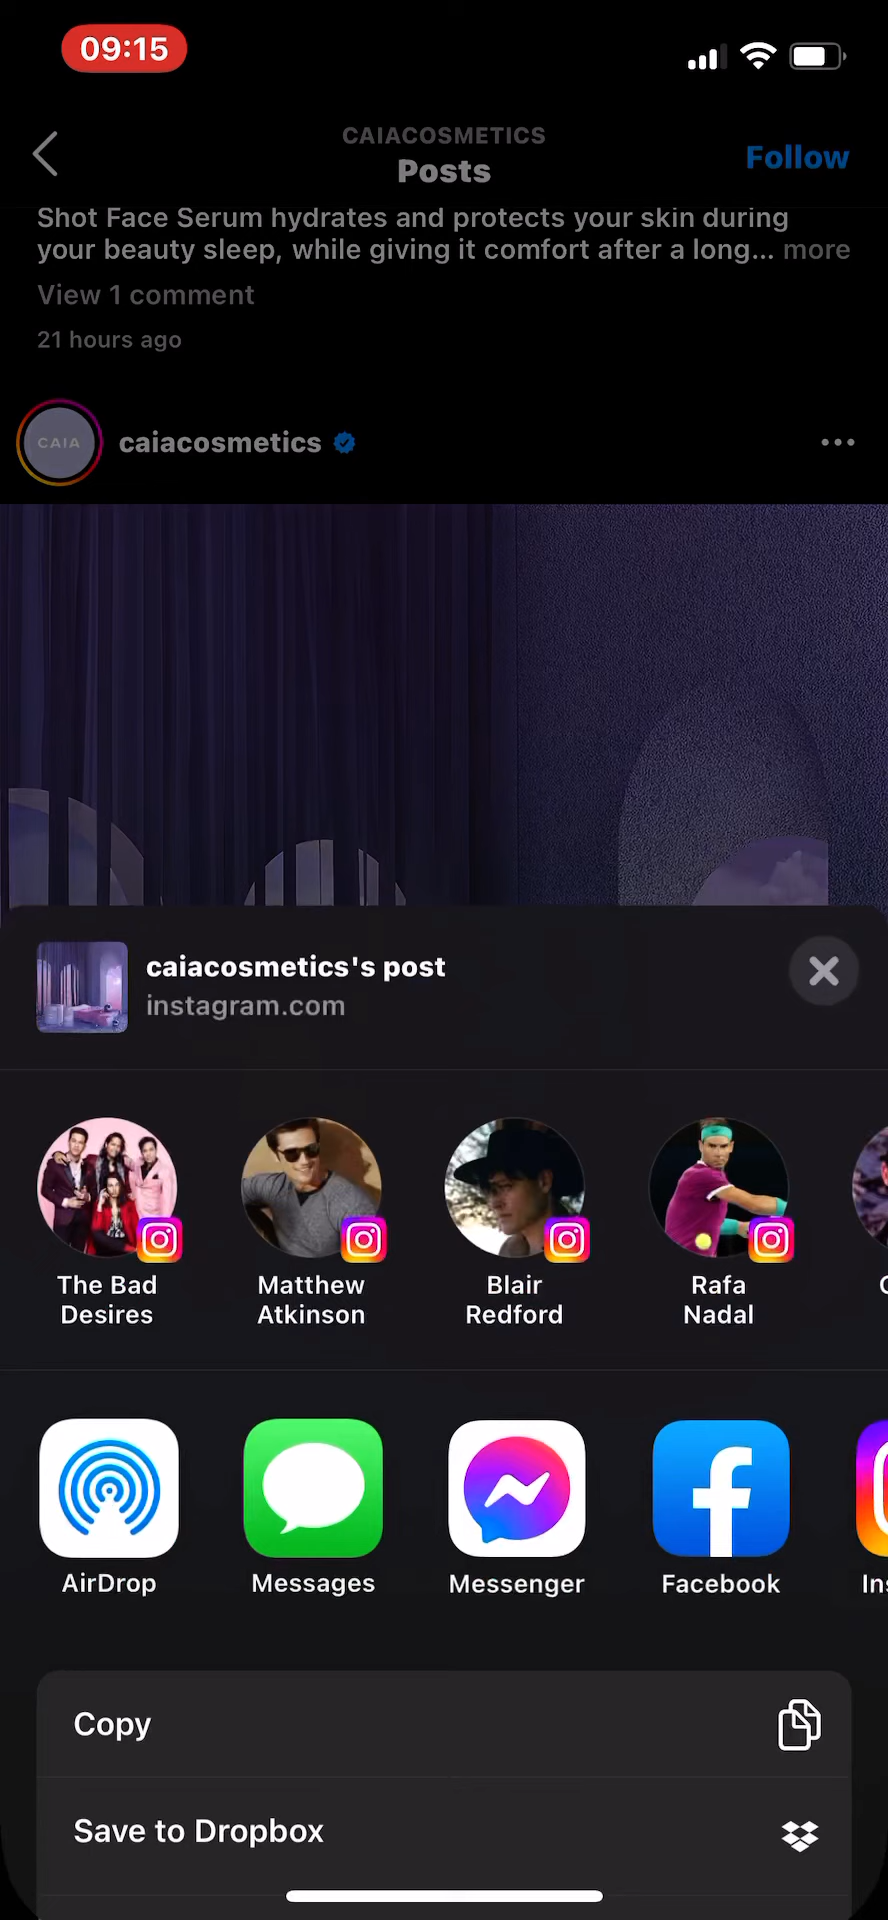 09:15
CAIACOSMETICS
Posts
Follow
Shot Face Serum hydrates and protects your skin during
your beauty sleep, while giving it comfort after a long... more
View 1 comment
21 hours ago
CAIA
caiacosmetics
caiacosmetics's post
instagram.com
The Bad
Desires
Matthew
Atkinson
Blair
Redford
Rafa
Nadal
AirDrop
Messages
Messenger
Facebook
Copy
Save to Dropbox